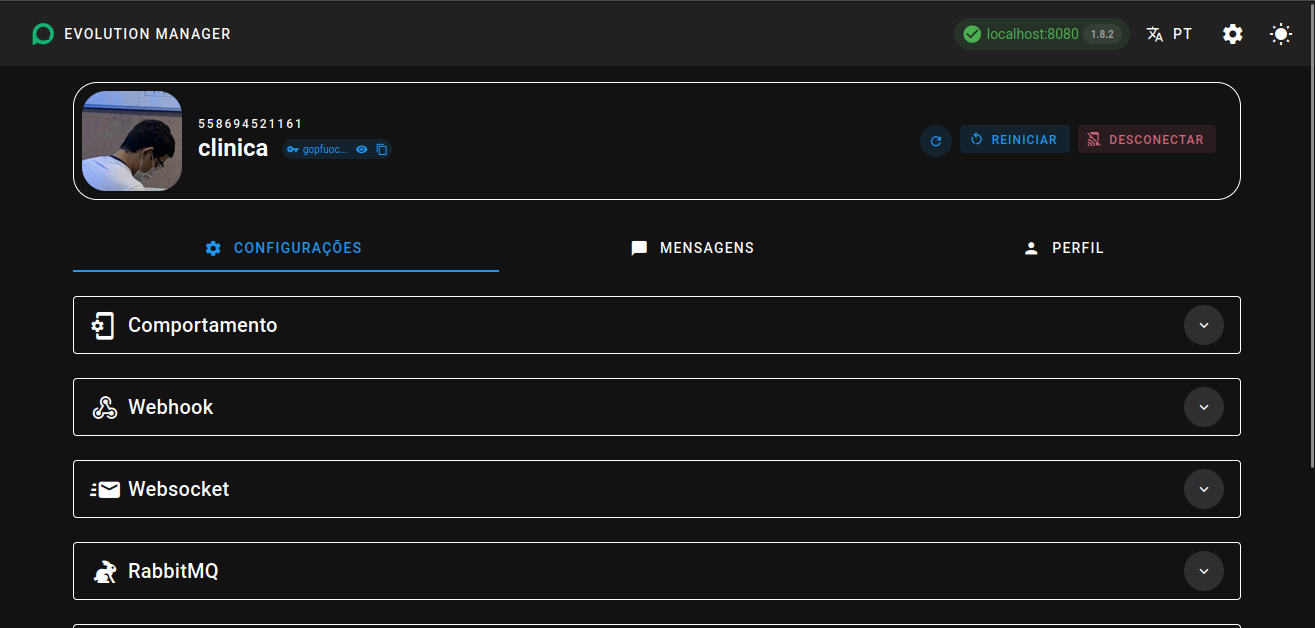 EVOLUTION MANAGER
localhost:8080 1.8.2 PT
558694521161
clinica gopfuoc...
REINICIAR DESCONECTAR
CONFIGURAÇÕES MENSAGENS PERFIL
Comportamento
Webhook
Websocket
RabbitMQ